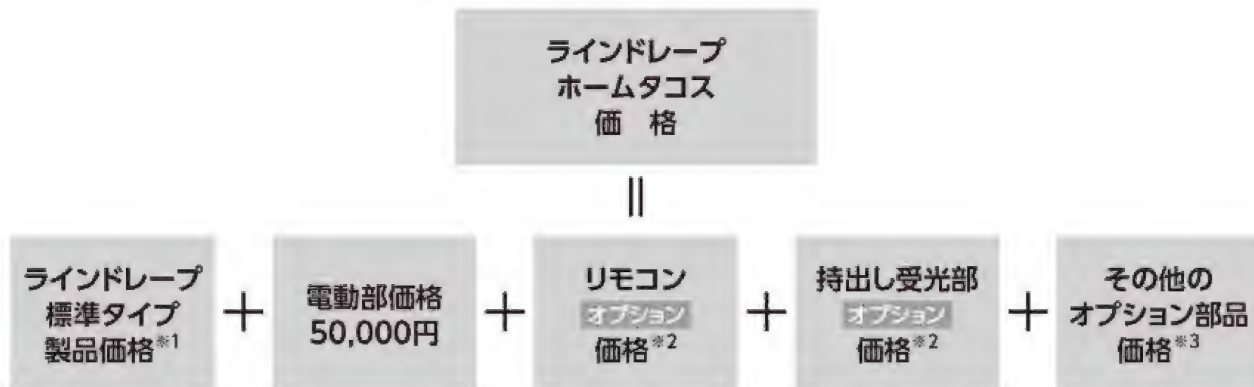 ラインドレープ
ホームタコス
価　格
||
ラインドレープ
標準タイプ
製品価格※1
+
電動部価格
50,000円
+
リモコン
オプション
価格※2
+
持出し受光部
オプション
価格※2
+
その他の
オプション部品
価格※3